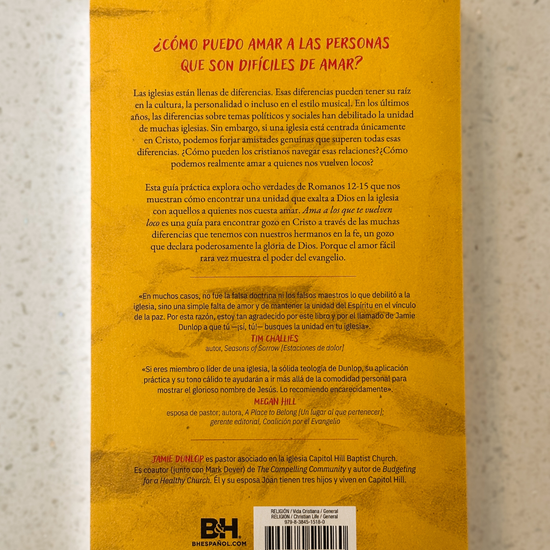 ¿CÓMO PUEDO AMAR A LAS PERSONAS
QUE SON DIFÍCILES DE AMAR?
Las iglesias están llenas de diferencias. Esas diferencias pueden tener su raíz
en la cultura, la personalidad o incluso en el estilo musical. En los últimos
años, las diferencias sobre temas políticos y sociales han debilitado la unidad
de muchas iglesias. Sin embargo, si una iglesia está centrada únicamente
en Cristo, podemos forjar amistades genuinas que superen todas esas
diferencias. ¿Cómo pueden los cristianos navegar esas relaciones?¿Cómo
podemos realmente amar a quienes nos vuelven locos?
Esta guía práctica explora ocho verdades de Romanos 12-15 que nos
muestran cómo encontrar una unidad que exalta a Dios en la iglesia
con aquellos a quienes nos cuesta amar. Ama a los que te vuelven
loco es una guía para encontrar gozo en Cristo a través de las muchas
diferencias que tenemos con nuestros hermanos en la fe, un gozo
que declara poderosamente la gloria de Dios. Porque el amor fácil
rara vez muestra el poder del evangelio.
«En muchos casos, no fue la falsa doctrina ni los falsos maestros lo que debilitó a la
iglesia, sino una simple falta de amor y de mantener la unidad del Espíritu en el vínculo
de la paz. Por esta razón, estoy tan agradecido por este libro y por el llamado de Jamie
Dunlop a que tú —¡sí, tú!— busques la unidad en tu iglesia».
TIM CHALLIES
autor, Seasons of Sorrow [Estaciones de dolor]
«Si eres miembro o líder de una iglesia, la sólida teología de Dunlop, su aplicación
práctica y su tono cálido te ayudarán a ir más allá de la comodidad personal para
mostrar el glorioso nombre de Jesús. Lo recomiendo encarecidamente».
MEGAN HILL
esposa de pastor; autora, A Place to Belong [Un lugar al que pertenecer];
gerente editorial, Coalición por el Evangelio
JAMIE DUNLOP es pastor asociado en la iglesia Capitol Hill Baptist Church.
Es coautor (junto con Mark Dever) de The Compelling Community y autor de Budgeting
for a Healthy Church. Él y su esposa Joan tienen tres hijos y viven en Capitol Hill.
B&H
BHESPAÑOL.COM
RELIGIÓN / Vida Cristiana / General
RELIGION / Christian Life / General
978-8-3845-1518-0